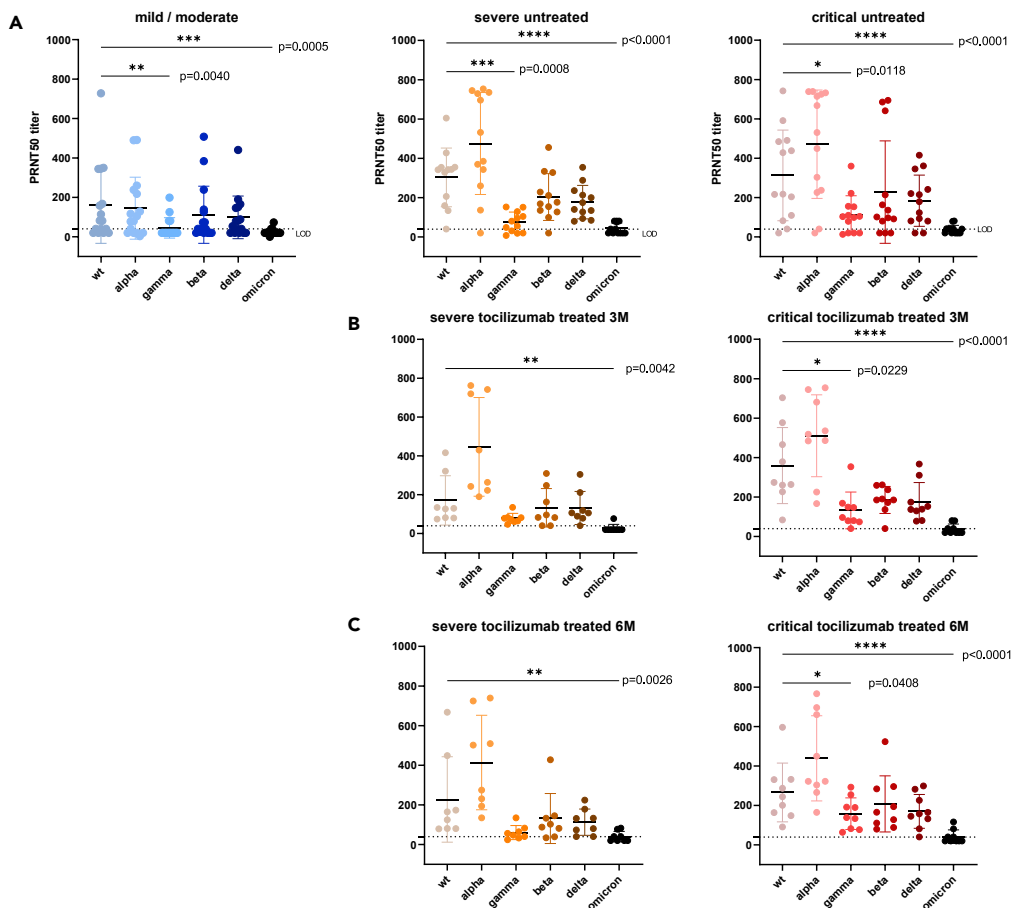 A
mild / moderate
PRNT50 titer
1000
800
600
400
200
0
***
p=0.0005
**
p=0.0040
LOD
wt
alpha
gamma
beta
delta
omicron
severe untreated
PRNT50 titer
1000
800
600
400
200
0
****
p<0.0001
***
p=0.0008
LOD
wt
alpha
gamma
beta
delta
omicron
critical untreated
PRNT50 titer
1000
800
600
400
200
0
****
p<0.0001
*
p=0.0118
LOD
wt
alpha
gamma
beta
delta
omicron
B
severe tocilizumab treated 3M
1000
800
600
400
200
0
**
p=0.0042
wt
alpha
gamma
beta
delta
omicron
critical tocilizumab treated 3M
1000
800
600
400
200
0
****
p<0.0001
*
p=0.0229
wt
alpha
gamma
beta
delta
omicron
C
severe tocilizumab treated 6M
1000
800
600
400
200
0
**
p=0.0026
wt
alpha
gamma
beta
delta
omicron
critical tocilizumab treated 6M
1000
800
600
400
200
0
****
p<0.0001
*
p=0.0408
wt
alpha
gamma
beta
delta
omicron